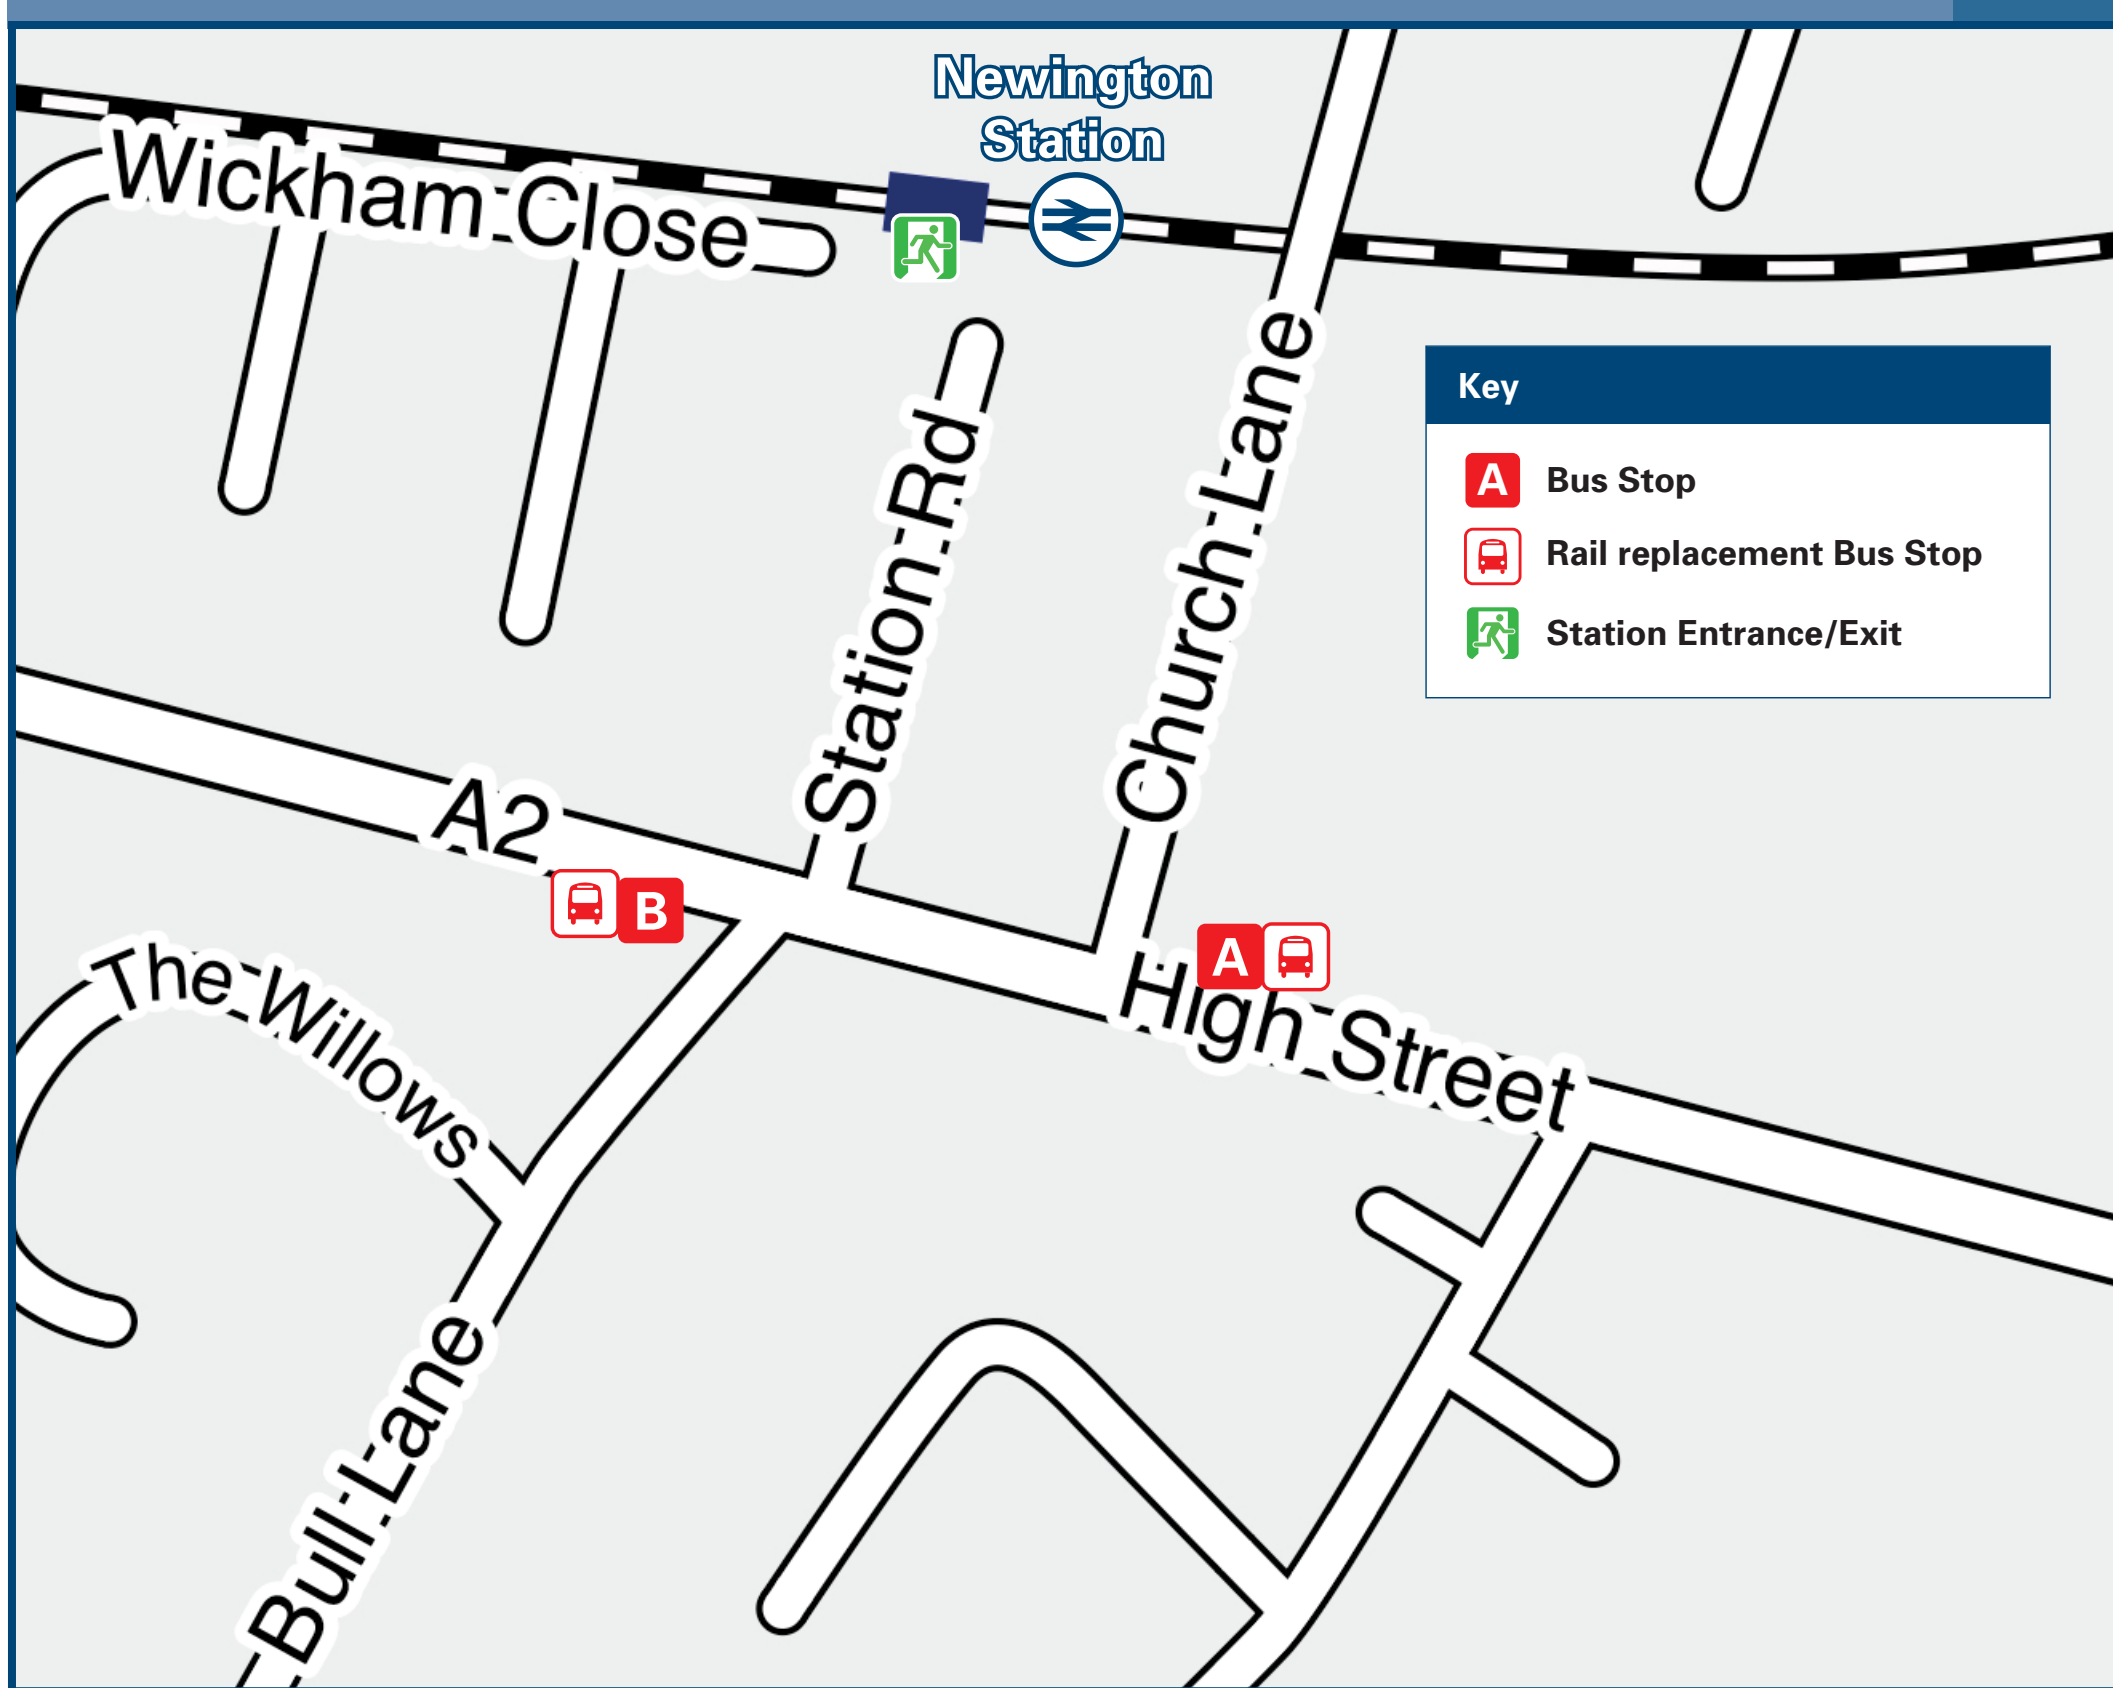 Newington
Station
Wickham Close
Station Rd
Church Lane
Key
A Bus Stop
Rail replacement Bus Stop
Station Entrance/Exit
A2
B
A
High Street
The Willows
Bull Lane